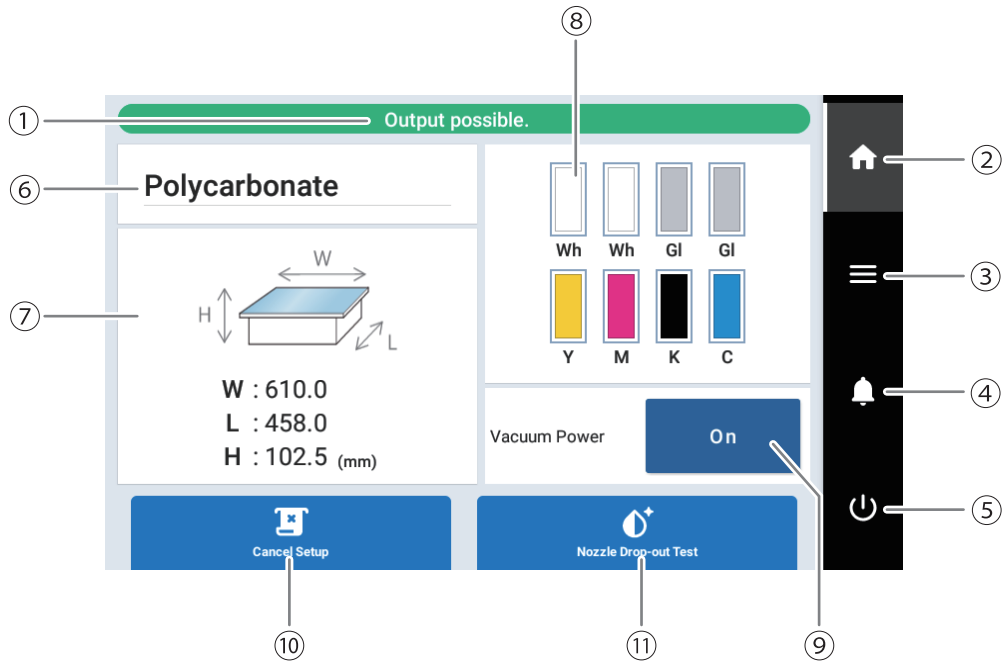 ⑧
① Output possible.
②
⑥ Polycarbonate
Wh Wh Gl Gl
③
⑦ W
H
L
Y M K C
W : 610.0
L : 458.0
H : 102.5 (mm)
④
Vacuum Power On
⑤
Cancel Setup Nozzle Drop-out Test
⑩ ⑪ ⑨